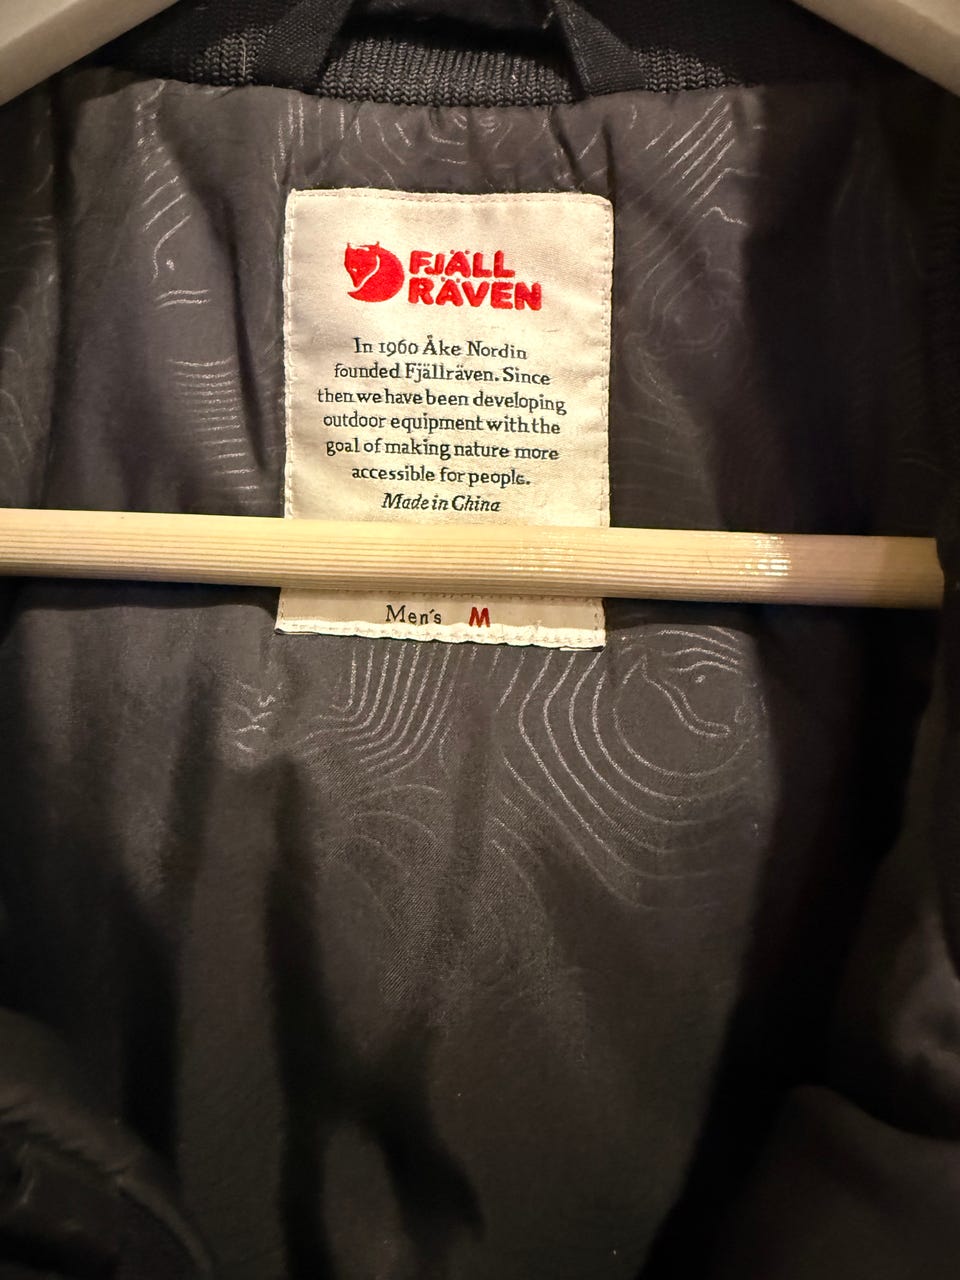 FJÄLL
RÄVEN
In 1960 Åke Nordin
founded Fjällräven. Since
then we have been developing
outdoor equipment with the
goal of making nature more
accessible for people.
Made in China
Men's M